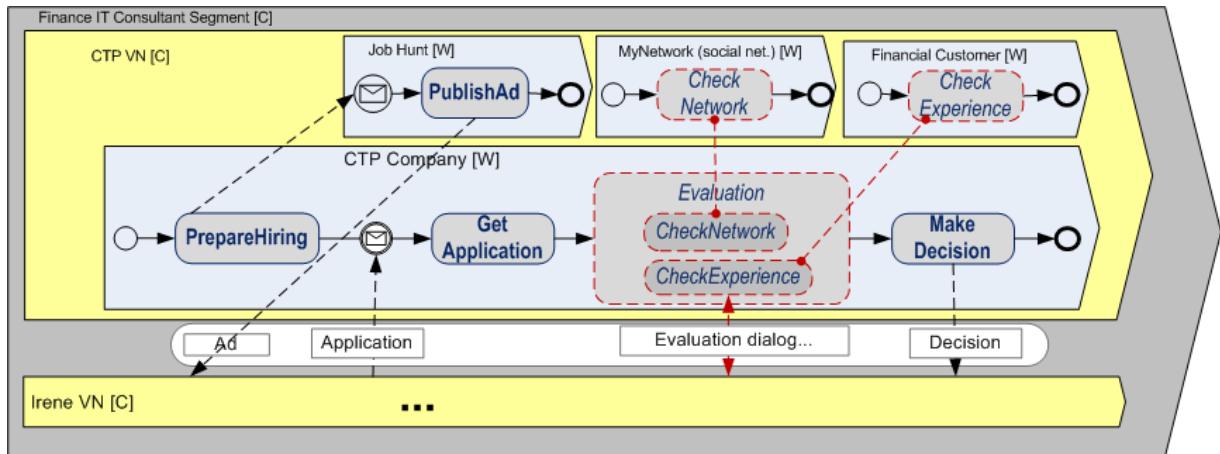 Finance IT Consultant Segment [C]
CTP VN [C]
Job Hunt [W]
PublishAd
MyNetwork (social net.) [W]
Check
Network
Financial Customer [W]
Check
Experience
CTP Company [W]
PrepareHiring
Get
Application
Evaluation
CheckNetwork
CheckExperience
Make
Decision
Ad
Application
Evaluation dialog...
Decision
Irene VN [C]
...